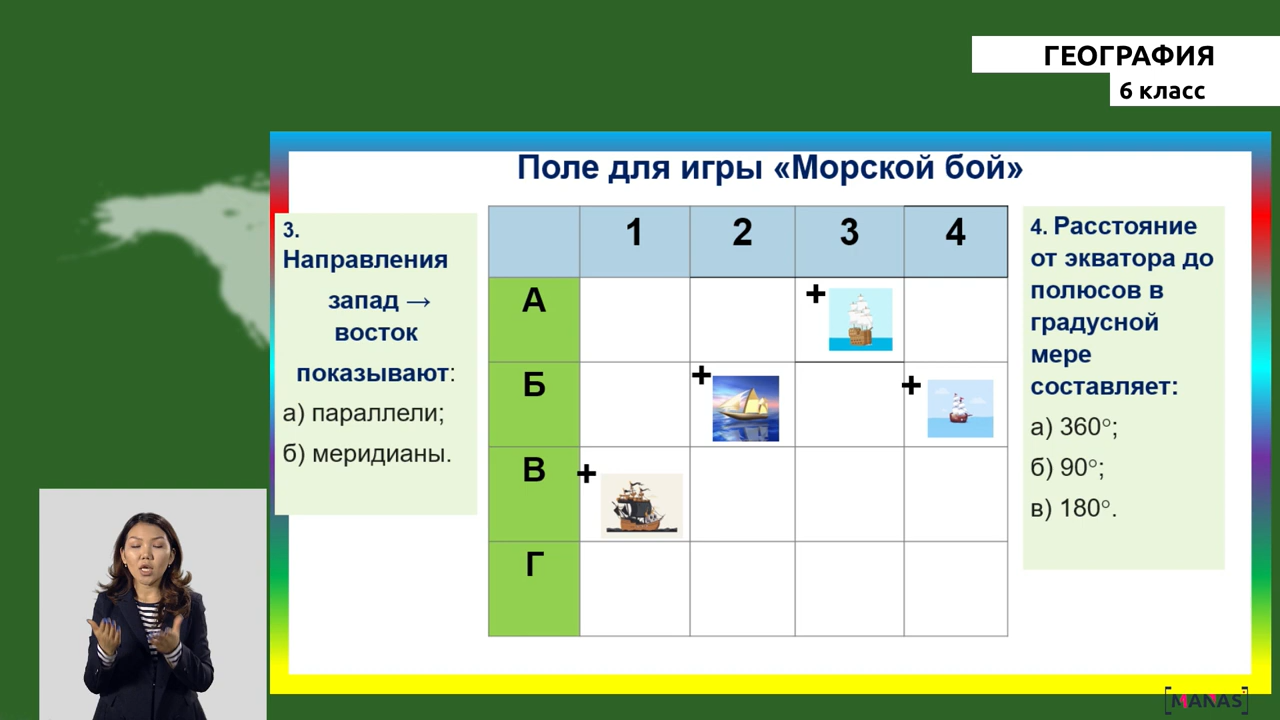 ГЕОГРАФИЯ
6 класс
Поле для игры «Морской бой»
3.
Направления
запад →
восток
показывают:
а) параллели;
б) меридианы.
1 2 3 4
А
+
Б
+
+
В
+
Г
4. Расстояние
от экватора до
полюсов в
градусной
мере
составляет:
а) 360°;
б) 90°;
в) 180°.
[MANAS]